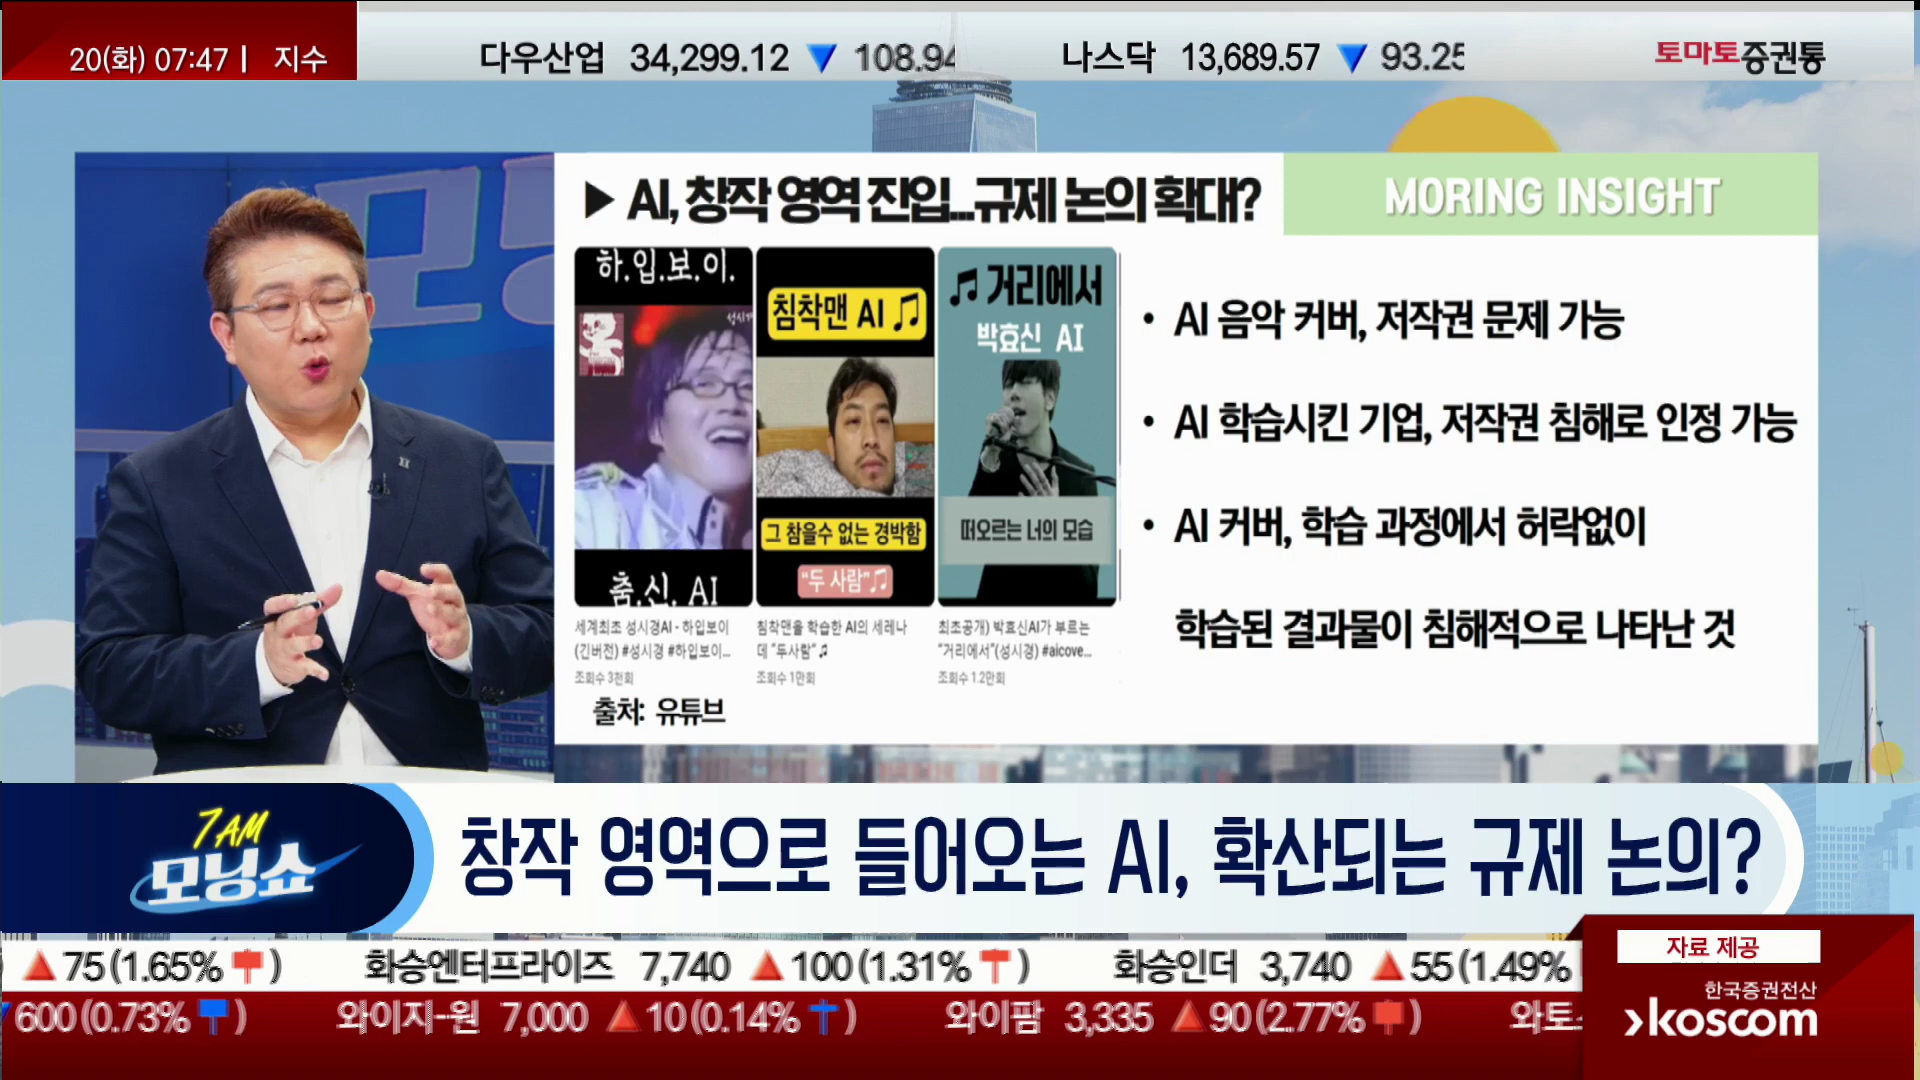 20(화) 07:47 | 지수
다우산업 34,299.12 ▼ 108.94
나스닥 13,689.57 ▼ 93.25
토마토증권통
▶ AI, 창작 영역 진입...규제 논의 확대?
MORING INSIGHT
하.입.보.이.
춤.신. AI
세계최초 성시경AI - 하입보이
(긴버전) #성시경 #하입보이...
조회수 3천회
침착맨 AI ♫
그 참을수 없는 경박함
“두 사람”♫
침착맨을 학습한 AI의 세레나
데 “두사람”♫
조회수 1만회
♫ 거리에서
박효신 AI
떠오르는 너의 모습
최초공개) 박효신AI가 부르는
“거리에서”(성시경) #aicove...
조회수 1.2만회
출처: 유튜브
• AI 음악 커버, 저작권 문제 가능
• AI 학습시킨 기업, 저작권 침해로 인정 가능
• AI 커버, 학습 과정에서 허락없이
학습된 결과물이 침해적으로 나타난 것
7AM
모닝쇼
창작 영역으로 들어오는 AI, 확산되는 규제 논의?
▲75(1.65%) 화승엔터프라이즈 7,740 ▲100(1.31%) 화승인더 3,740 ▲55(1.49%
600(0.73%) 와이지-원 7,000 ▲10(0.14%) 와이팜 3,335 ▲90(2.77%)
자료 제공
한국증권전산
koscom